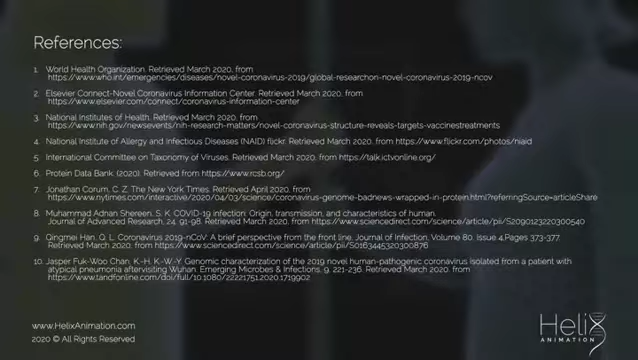 References:
1. World Health Organization. Retrieved March 2020, from
https://www.who.int/emergencies/diseases/novel-coronavirus-2019/global-researchon-novel-coronavirus-2019-ncov
2. Elsevier Connect-Novel Coronavirus Information Center. Retrieved March 2020, from
https://www.elsevier.com/connect/coronavirus-information-center
3. National Institutes of Health. Retrieved March 2020, from
https://www.nih.gov/newsevents/nih-research-matters/novel-coronavirus-structure-reveals-targets-vaccinestreatments
4. National Institute of Allergy and Infectious Diseases (NAID) flickr. Retrieved March 2020, from https://www.flickr.com/photos/niaid
5. International Committee on Taxonomy of Viruses. Retrieved March 2020, from https://talk.ictvonline.org/
6. Protein Data Bank (2020). Retrieved from https://www.rcsb.org/
7. Jonathan Corum, C. Z. The New York Times. Retrieved April 2020, from
https://www.nytimes.com/interactive/2020/04/03/science/coronavirus-genome-badnews-wrapped-in-protein.html?referringSource=articleShare
8. Muhammad Adnan Shereen, S. K. COVID-19 infection: Origin, transmission, and characteristics of human.
Journal of Advanced Research, 24, 91-98. Retrieved March 2020, from https://www.sciencedirect.com/science/article/pii/S2090123220300540
9. Qingmei Han, Q. L. Coronavirus 2019-nCoV: A brief perspective from the front line. Journal of Infection. Volume 80, Issue 4,Pages 373-377.
Retrieved March 2020, from https://www.sciencedirect.com/science/article/pii/S0163445320300876
10. Jasper Fuk-Woo Chan, K.-H. K.-W.-Y. Genomic characterization of the 2019 novel human-pathogenic coronavirus isolated from a patient with
atypical pneumonia aftervisiting Wuhan. Emerging Microbes & Infections, 9, 221-236. Retrieved March 2020, from
https://www.tandfonline.com/doi/full/10.1080/22221751.2020.1719902
www.HelixAnimation.com
2020 © All Rights Reserved
Helix
ANIMATION